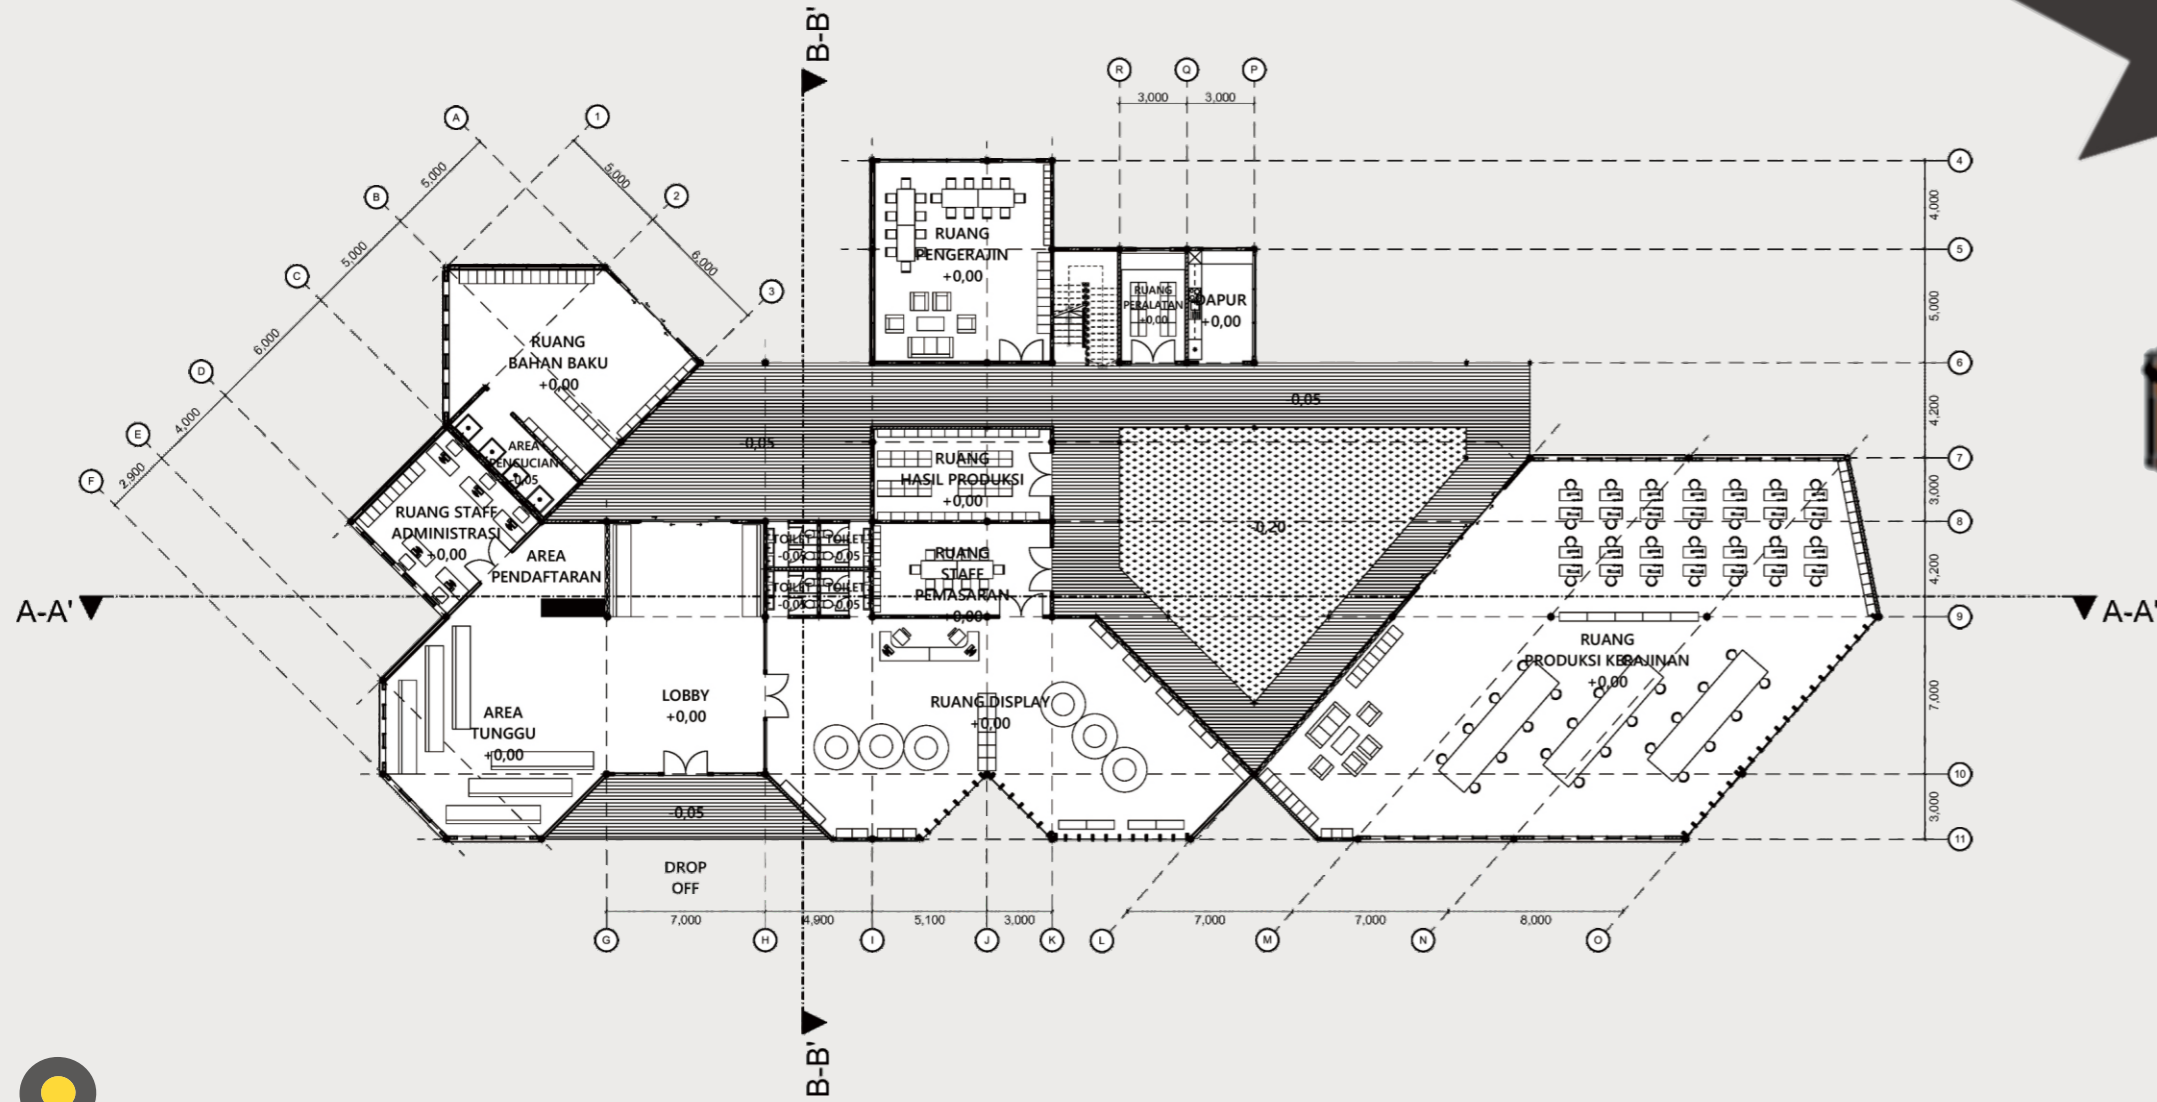 B-B'
R
Q
P
3,000
3,000
A
1
5,000
5,000
B
2
4
4,000
5,000
RUANG
PENGERAJIN
+0,00
5
C
6,000
3
RUANG
PERALATAN
+0,00
DAPUR
+0,00
5,000
6,000
RUANG
BAHAN BAKU
+0,00
6
D
-0,05
4,200
4,000
E
-0,05
AREA
PENCUCIAN
-0,05
RUANG
HASIL PRODUKSI
+0,00
7
2,900
F
3,000
RUANG STAFF
ADMINISTRASI
+0,00
-0,20
8
AREA
PENDAFTARAN
TOILET
-0,05
TOILET
-0,05
TOILET
-0,05
TOILET
-0,05
RUANG
STAFF
PEMASARAN
+0,00
4,200
A-A'
A-A'
9
RUANG
PRODUKSI KERAJINAN
+0,00
LOBBY
+0,00
RUANG DISPLAY
+0,00
7,000
AREA
TUNGGU
+0,00
10
-0,05
3,000
11
DROP
OFF
7,000
4,900
5,100
3,000
7,000
7,000
8,000
G
H
I
J
K
L
M
N
O
B-B'